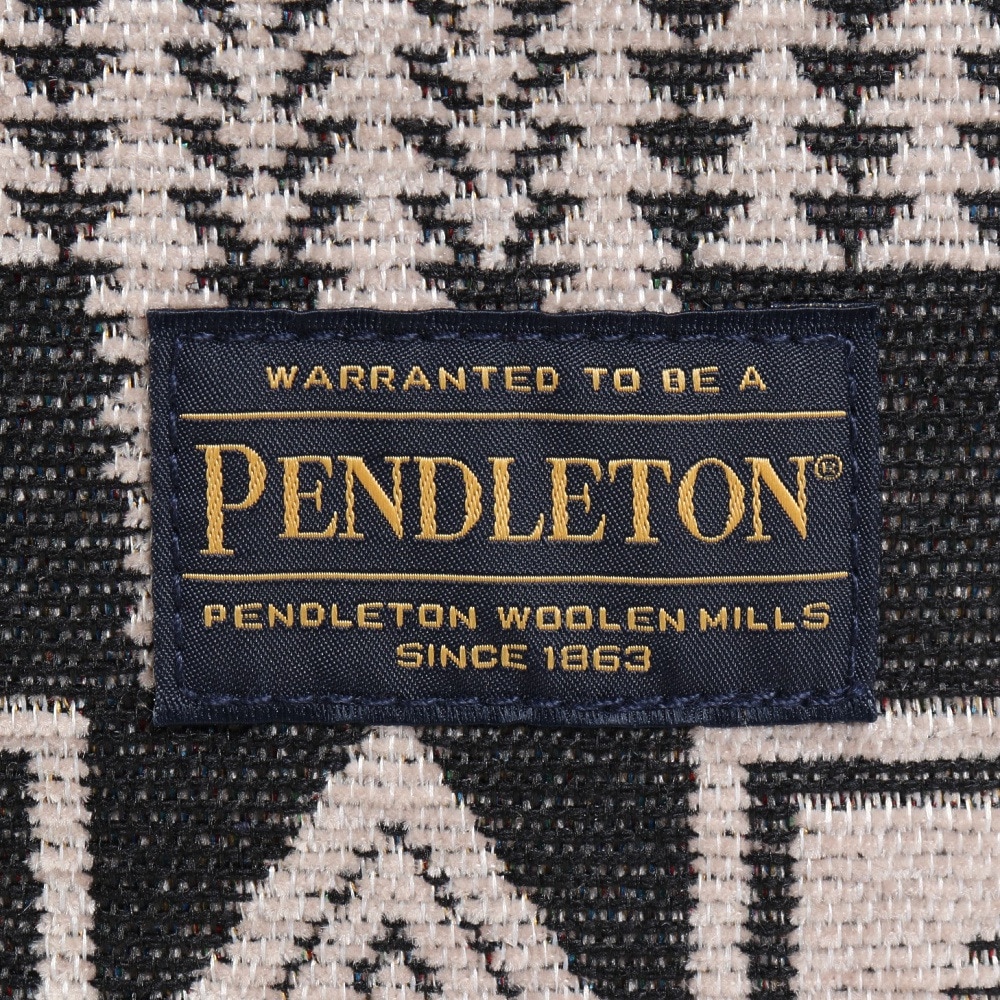 WARRANTED TO BE A
PENDLETON®
PENDLETON WOOLEN MILLS
SINCE 1863